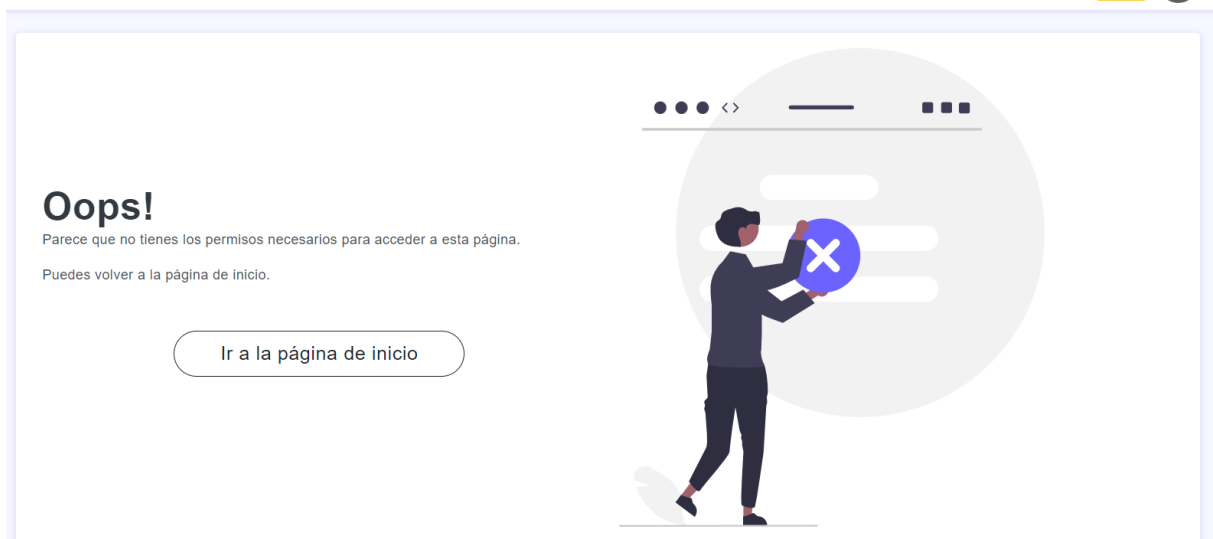 Oops!
Parece que no tienes los permisos necesarios para acceder a esta página.
Puedes volver a la página de inicio.
Ir a la página de inicio